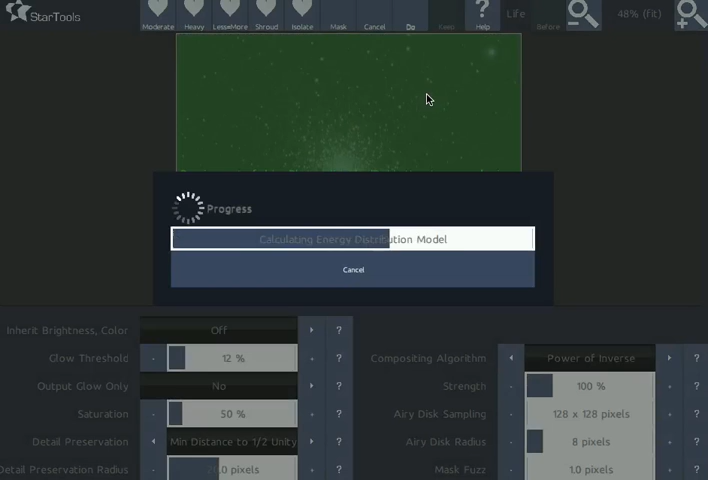 StarTools
Moderate Heavy Less=More Shroud Isolate Mask Cancel Do Keep Help Life Before 48% (fit)
Progress
Calculating Energy Distribution Model
Cancel
Inherit Brightness, Color Off ?
Glow Threshold - 12 % + ? Compositing Algorithm Power of Inverse ?
Output Glow Only No ? Strength - 100 % + ?
Saturation - 50 % + ? Airy Disk Sampling - 128 x 128 pixels + ?
Detail Preservation Min Distance to 1/2 Unity ? Airy Disk Radius - 8 pixels + ?
Detail Preservation Radius .0 pixels + ? Mask Fuzz - 1.0 pixels + ?